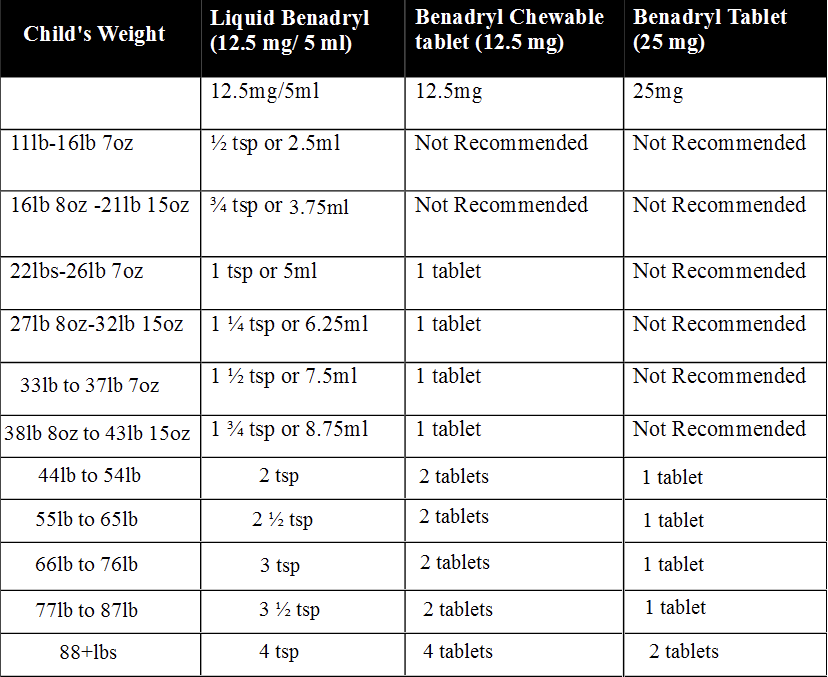 Child's Weight
Liquid Benadryl
(12.5 mg/ 5 ml)
Benadryl Chewable
tablet (12.5 mg)
Benadryl Tablet
(25 mg)
12.5mg/5ml
12.5mg
25mg
11lb-16lb 7oz
½ tsp or 2.5ml
Not Recommended
Not Recommended
16lb 8oz -21lb 15oz
¾ tsp or 3.75ml
Not Recommended
Not Recommended
22lbs-26lb 7oz
1 tsp or 5ml
1 tablet
Not Recommended
27lb 8oz-32lb 15oz
1 ¼ tsp or 6.25ml
1 tablet
Not Recommended
33lb to 37lb 7oz
1 ½ tsp or 7.5ml
1 tablet
Not Recommended
38lb 8oz to 43lb 15oz
1 ¾ tsp or 8.75ml
1 tablet
Not Recommended
44lb to 54lb
2 tsp
2 tablets
1 tablet
55lb to 65lb
2 ½ tsp
2 tablets
1 tablet
66lb to 76lb
3 tsp
2 tablets
1 tablet
77lb to 87lb
3 ½ tsp
2 tablets
1 tablet
88+lbs
4 tsp
4 tablets
2 tablets